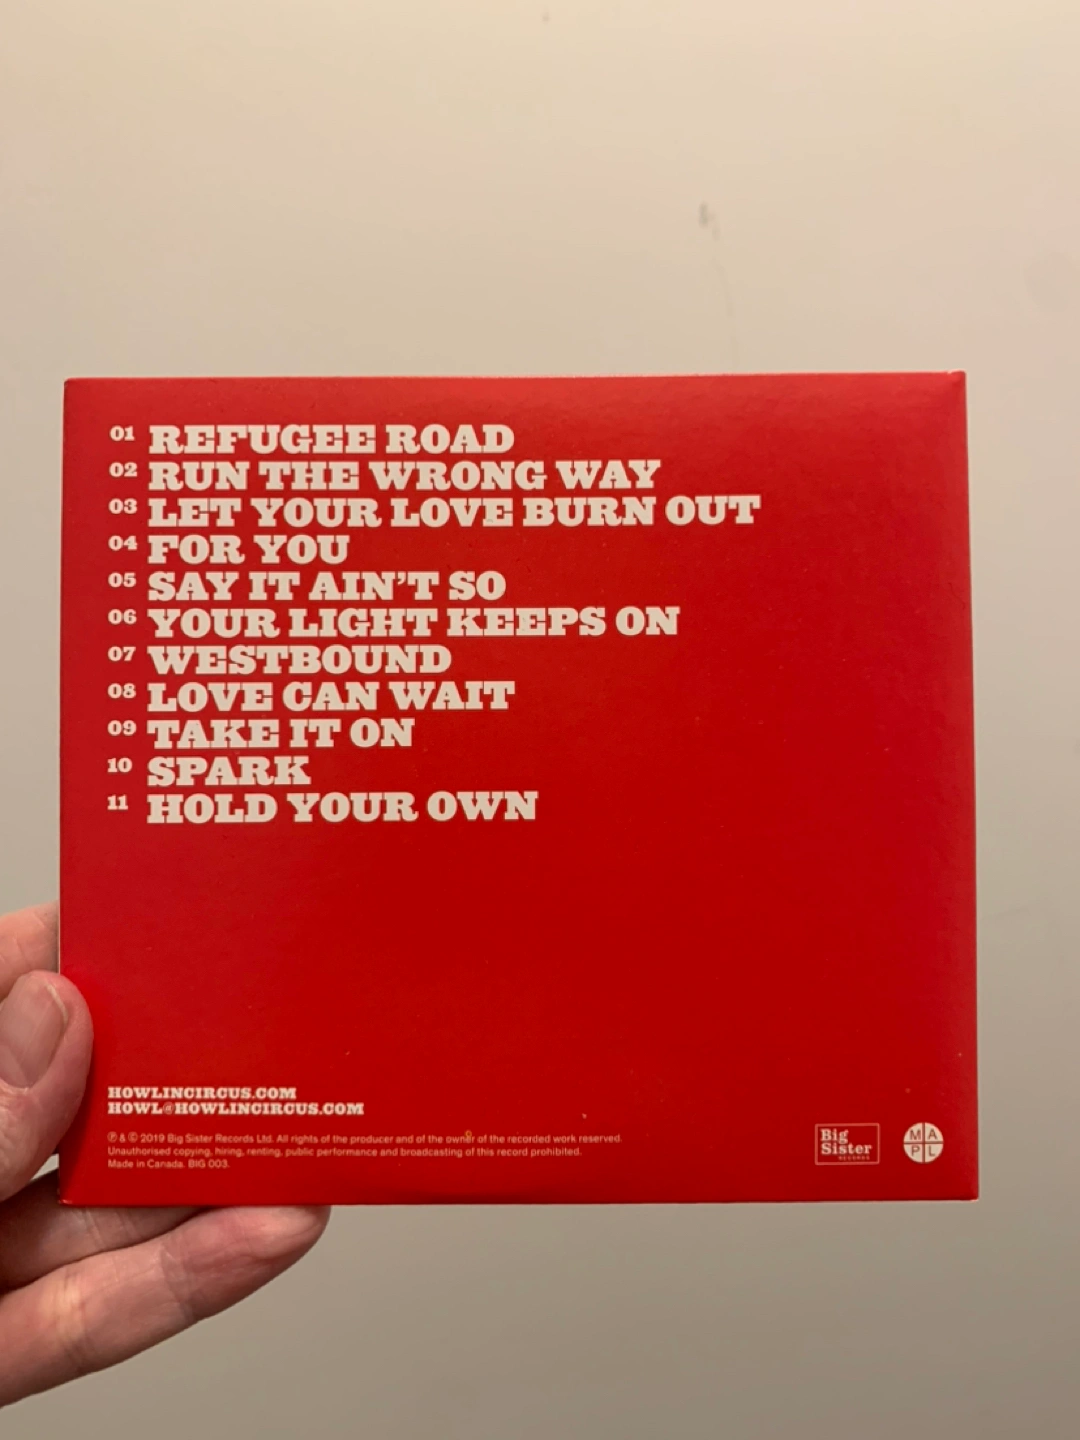 01 REFUGEE ROAD
02 RUN THE WRONG WAY
03 LET YOUR LOVE BURN OUT
04 FOR YOU
05 SAY IT AIN'T SO
06 YOUR LIGHT KEEPS ON
07 WESTBOUND
08 LOVE CAN WAIT
09 TAKE IT ON
10 SPARK
11 HOLD YOUR OWN
HOWLINCIRCUS.COM
HOWL@HOWLINCIRCUS.COM
℗ & © 2019 Big Sister Records Ltd. All rights of the producer and of the owner of the recorded work reserved.
Unauthorised copying, hiring, renting, public performance and broadcasting of this record prohibited.
Made in Canada. BIG 003.
Big
Sister
RECORDS
M A
P L